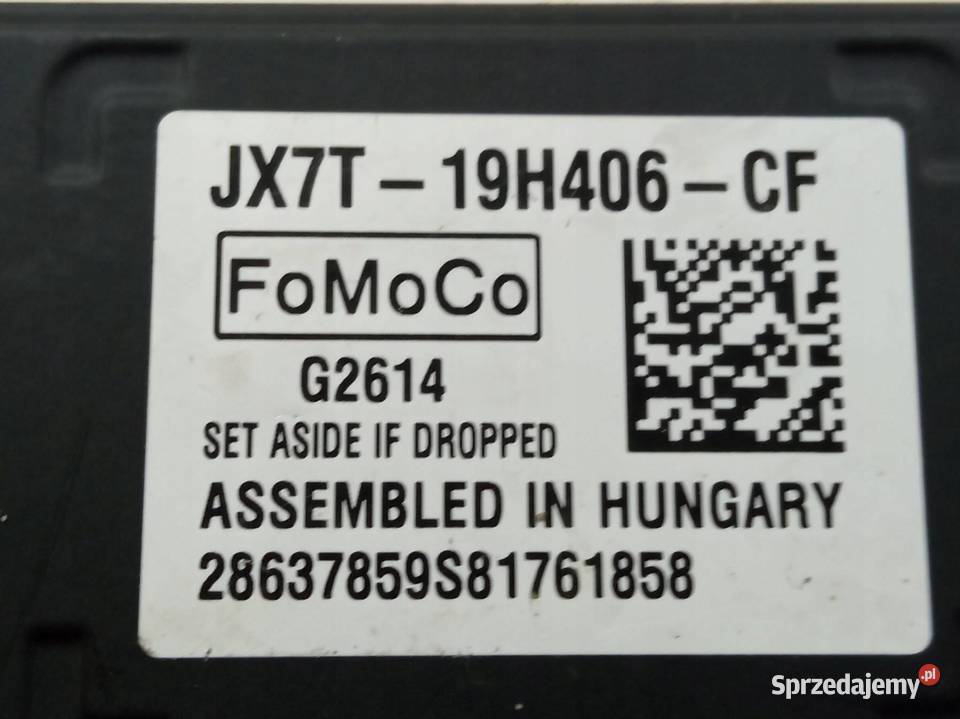 JX7T - 19H406 - CF
FoMoCo
G2614
SET ASIDE IF DROPPED
ASSEMBLED IN HUNGARY
28637859S81761858
Sprzedajemy.pl